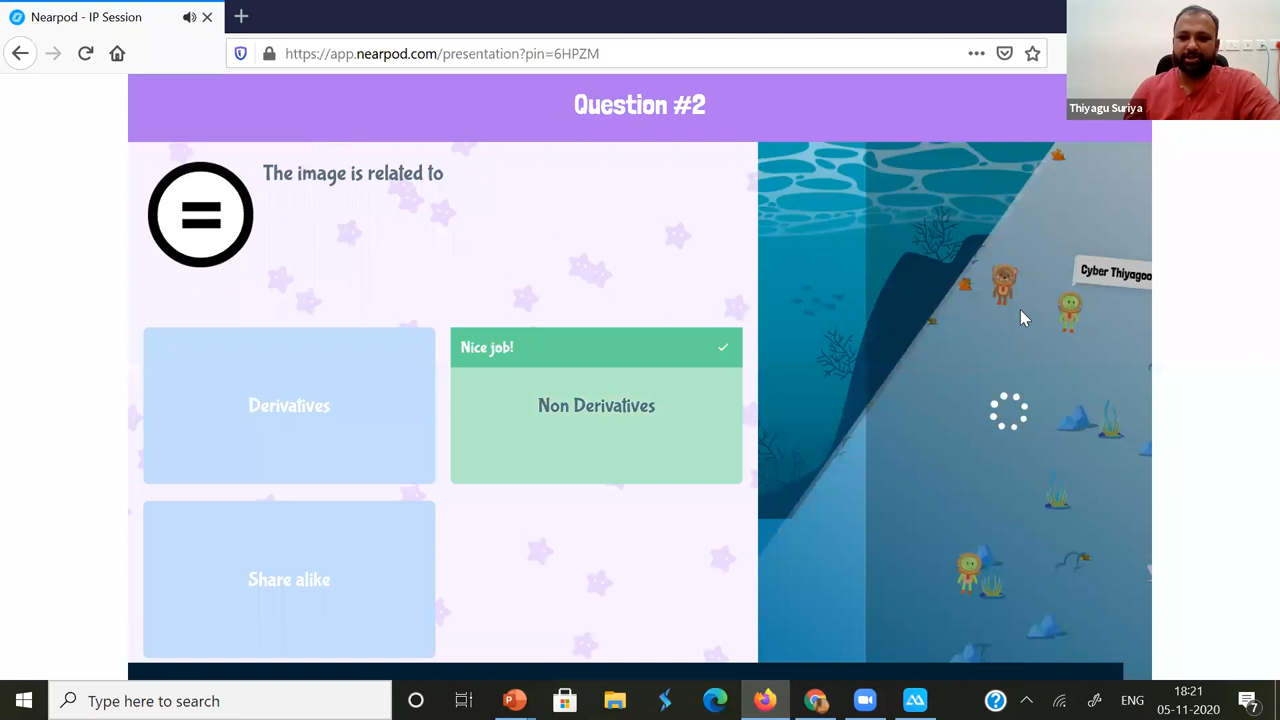 Nearpod - IP Session
https://app.nearpod.com/presentation?pin=6HPZM
Thiyagu Suriya
Question #2
The image is related to
=
Cyber Thiyagoo
Nice job!
Derivatives
Non Derivatives
Share alike
Type here to search
ENG
18:21
05-11-2020
7